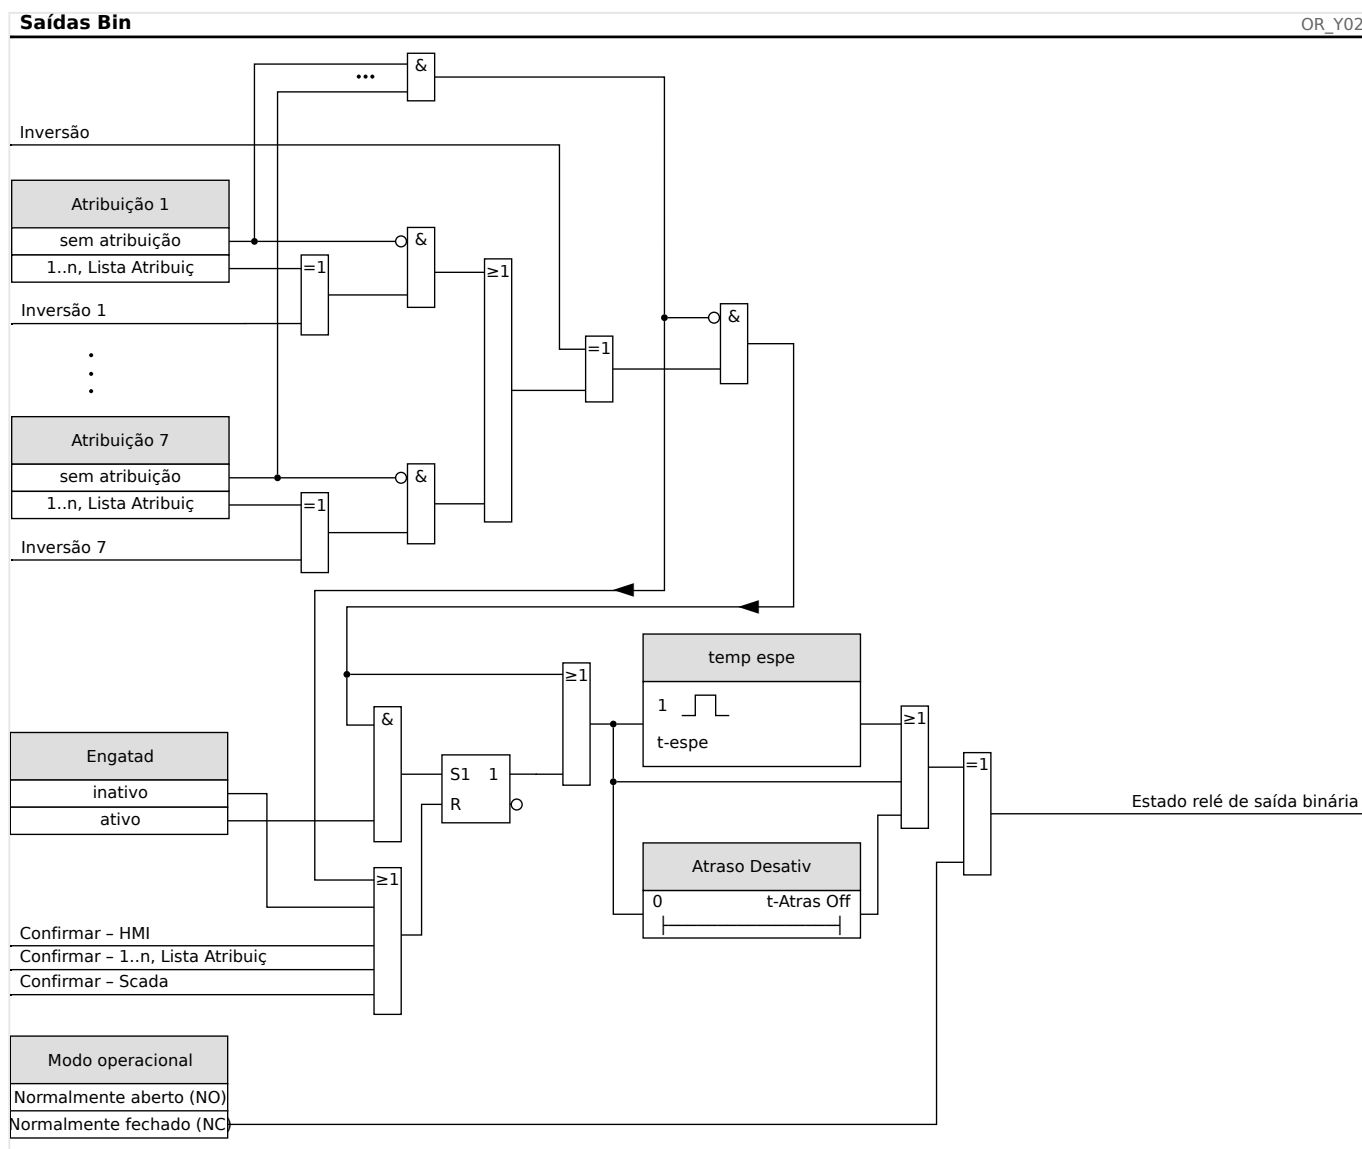 Saídas Bin
OR_Y02
&
...
Inversão
Atribuição 1
sem atribuição
&
1..n, Lista Atribuiç
=1
≥1
Inversão 1
&
=1
Atribuição 7
sem atribuição
&
1..n, Lista Atribuiç
=1
Inversão 7
temp espe
≥1
1
&
≥1
t-espe
Engatad
S1 1
=1
inativo
R
Estado relé de saída binária
ativo
Atraso Desativ
≥1
0 t-Atras Off
Confirmar – HMI
Confirmar – 1..n, Lista Atribuiç
Confirmar – Scada
Modo operacional
Normalmente aberto (NO)
Normalmente fechado (NC)